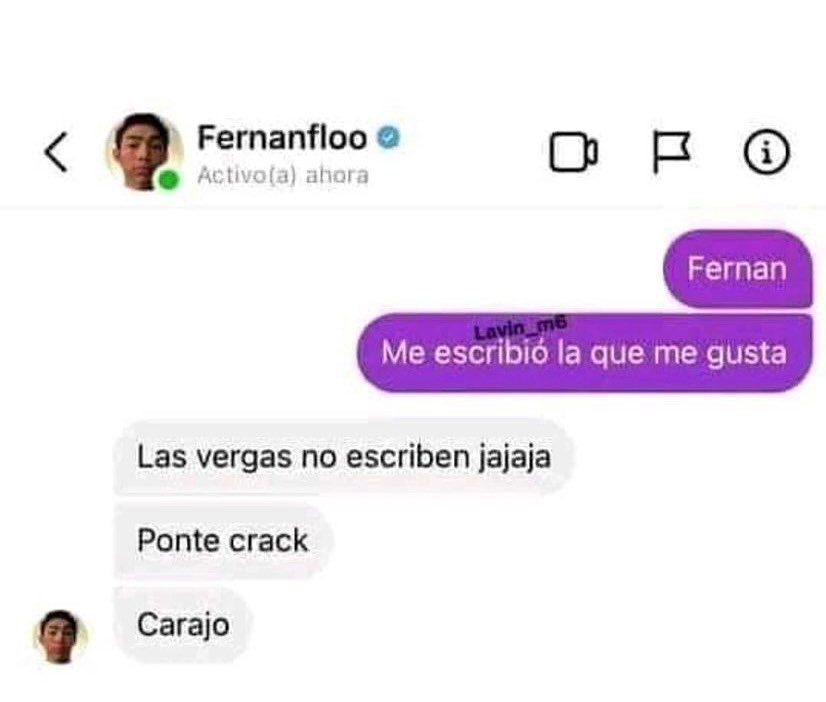 Fernanfloo
Activo(a) ahora
Fernan
Lavin_m6
Me escribió la que me gusta
Las vergas no escriben jajaja
Ponte crack
Carajo